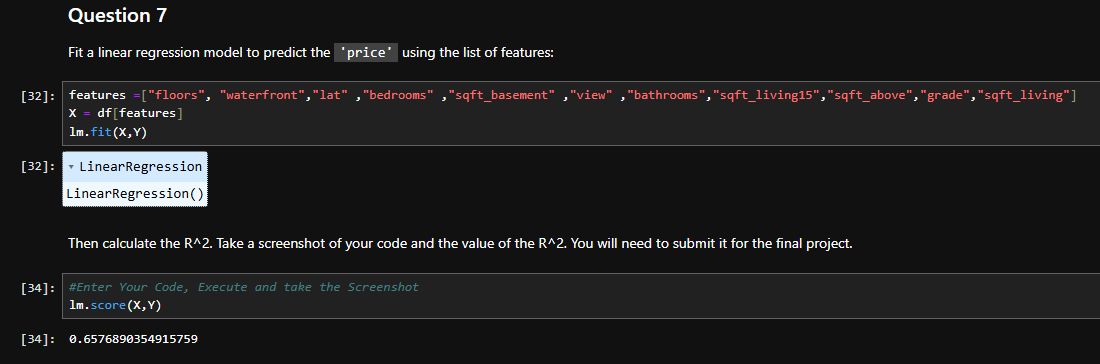 Question 7
Fit a linear regression model to predict the 'price' using the list of features:
[32]: features =["floors", "waterfront","lat" ,"bedrooms" ,"sqft_basement" ,"view" ,"bathrooms","sqft_living15","sqft_above","grade","sqft_living"]
X = df[features]
lm.fit(X,Y)
[32]: ▾ LinearRegression
LinearRegression()
Then calculate the R^2. Take a screenshot of your code and the value of the R^2. You will need to submit it for the final project.
[34]: #Enter Your Code, Execute and take the Screenshot
lm.score(X,Y)
[34]: 0.6576890354915759